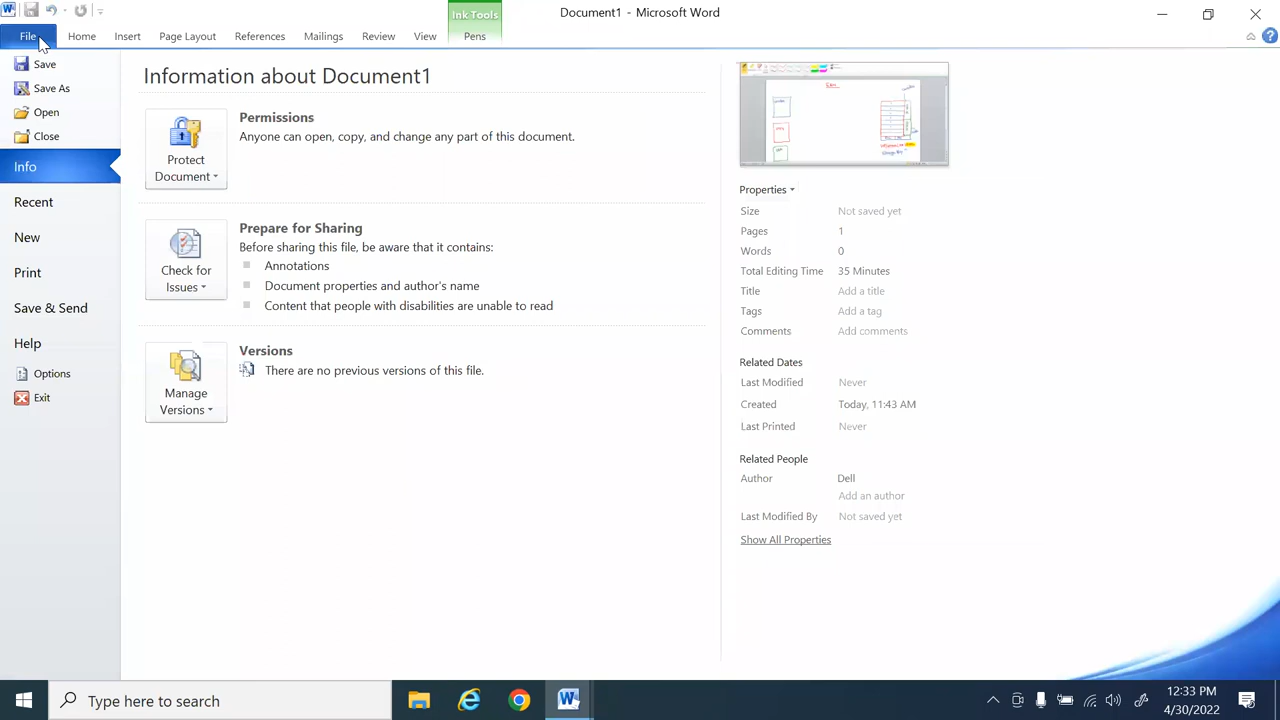 Document1 - Microsoft Word
Ink Tools
File Home Insert Page Layout References Mailings Review View Pens
Save
Save As
Open
Close
Info
Recent
New
Print
Save & Send
Help
Options
Exit
Information about Document1
Protect
Document
Permissions
Anyone can open, copy, and change any part of this document.
Check for
Issues
Prepare for Sharing
Before sharing this file, be aware that it contains:
Annotations
Document properties and author's name
Content that people with disabilities are unable to read
Manage
Versions
Versions
There are no previous versions of this file.
Properties
Size Not saved yet
Pages 1
Words 0
Total Editing Time 35 Minutes
Title Add a title
Tags Add a tag
Comments Add comments
Related Dates
Last Modified Never
Created Today, 11:43 AM
Last Printed Never
Related People
Author Dell
Add an author
Last Modified By Not saved yet
Show All Properties
Type here to search
12:33 PM
4/30/2022